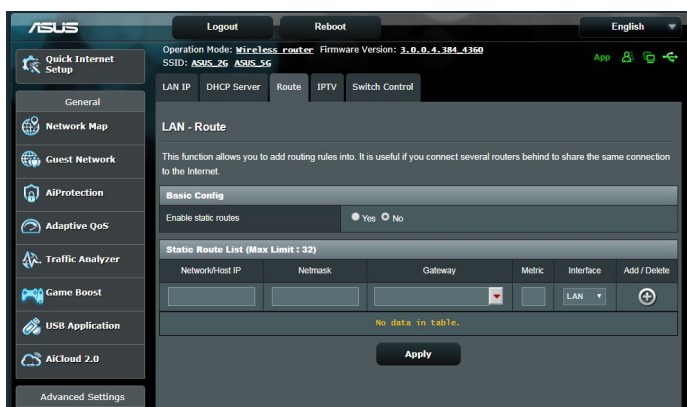 ASUS
Logout Reboot English
Quick Internet Setup
Operation Mode: Wireless router Firmware Version: 3.0.0.4.384_4360
SSID: ASUS_2G ASUS_5G
App
General
Network Map
Guest Network
AiProtection
Adaptive QoS
Traffic Analyzer
Game Boost
USB Application
AiCloud 2.0
Advanced Settings
LAN IP DHCP Server Route IPTV Switch Control
LAN - Route
This function allows you to add routing rules into. It is useful if you connect several routers behind to share the same connection
to the Internet.
Basic Config
Enable static routes Yes No
Static Route List (Max Limit : 32)
Network/Host IP Netmask Gateway Metric Interface Add / Delete
LAN
No data in table.
Apply